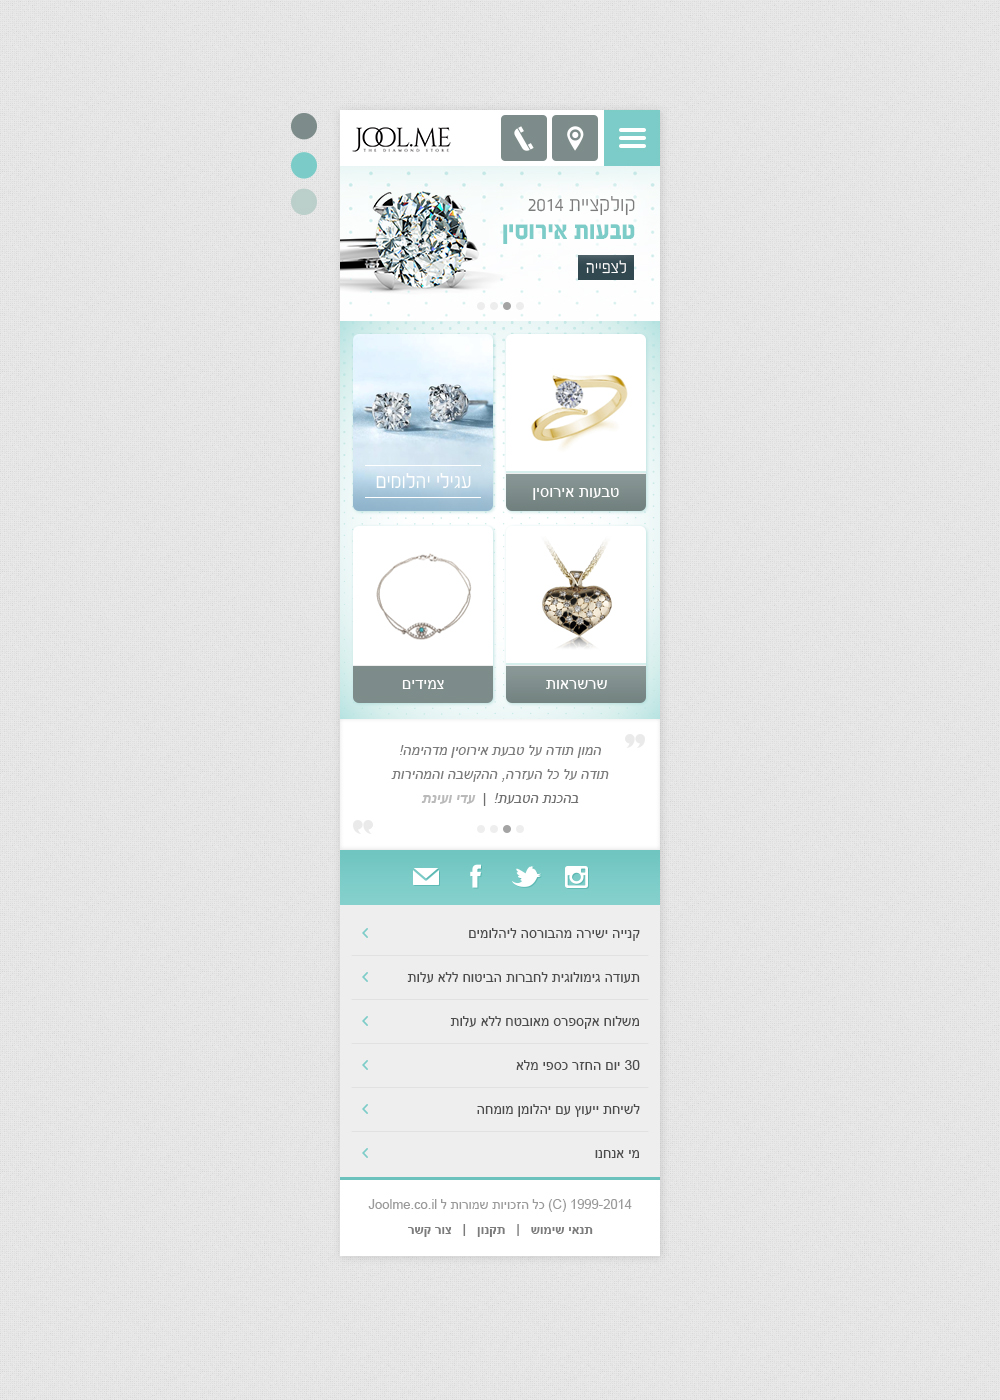 JOOL.ME
THE DIAMOND STORE
קולקציית 2014
טבעות אירוסין
לצפייה
טבעות אירוסין
עגילי יהלומים
שרשראות
צמידים
המון תודה על טבעת אירוסין מדהימה!
תודה על כל העזרה, ההקשבה והמהירות
בהכנת הטבעת! | עדי ועינת
קנייה ישירה מהבורסה ליהלומים
תעודה גימולוגית לחברות הביטוח ללא עלות
משלוח אקספרס מאובטח ללא עלות
30 יום החזר כספי מלא
לשיחת ייעוץ עם יהלומן מומחה
מי אנחנו
1999-2014 (C) כל הזכויות שמורות ל Joolme.co.il
תנאי שימוש | תקנון | צור קשר